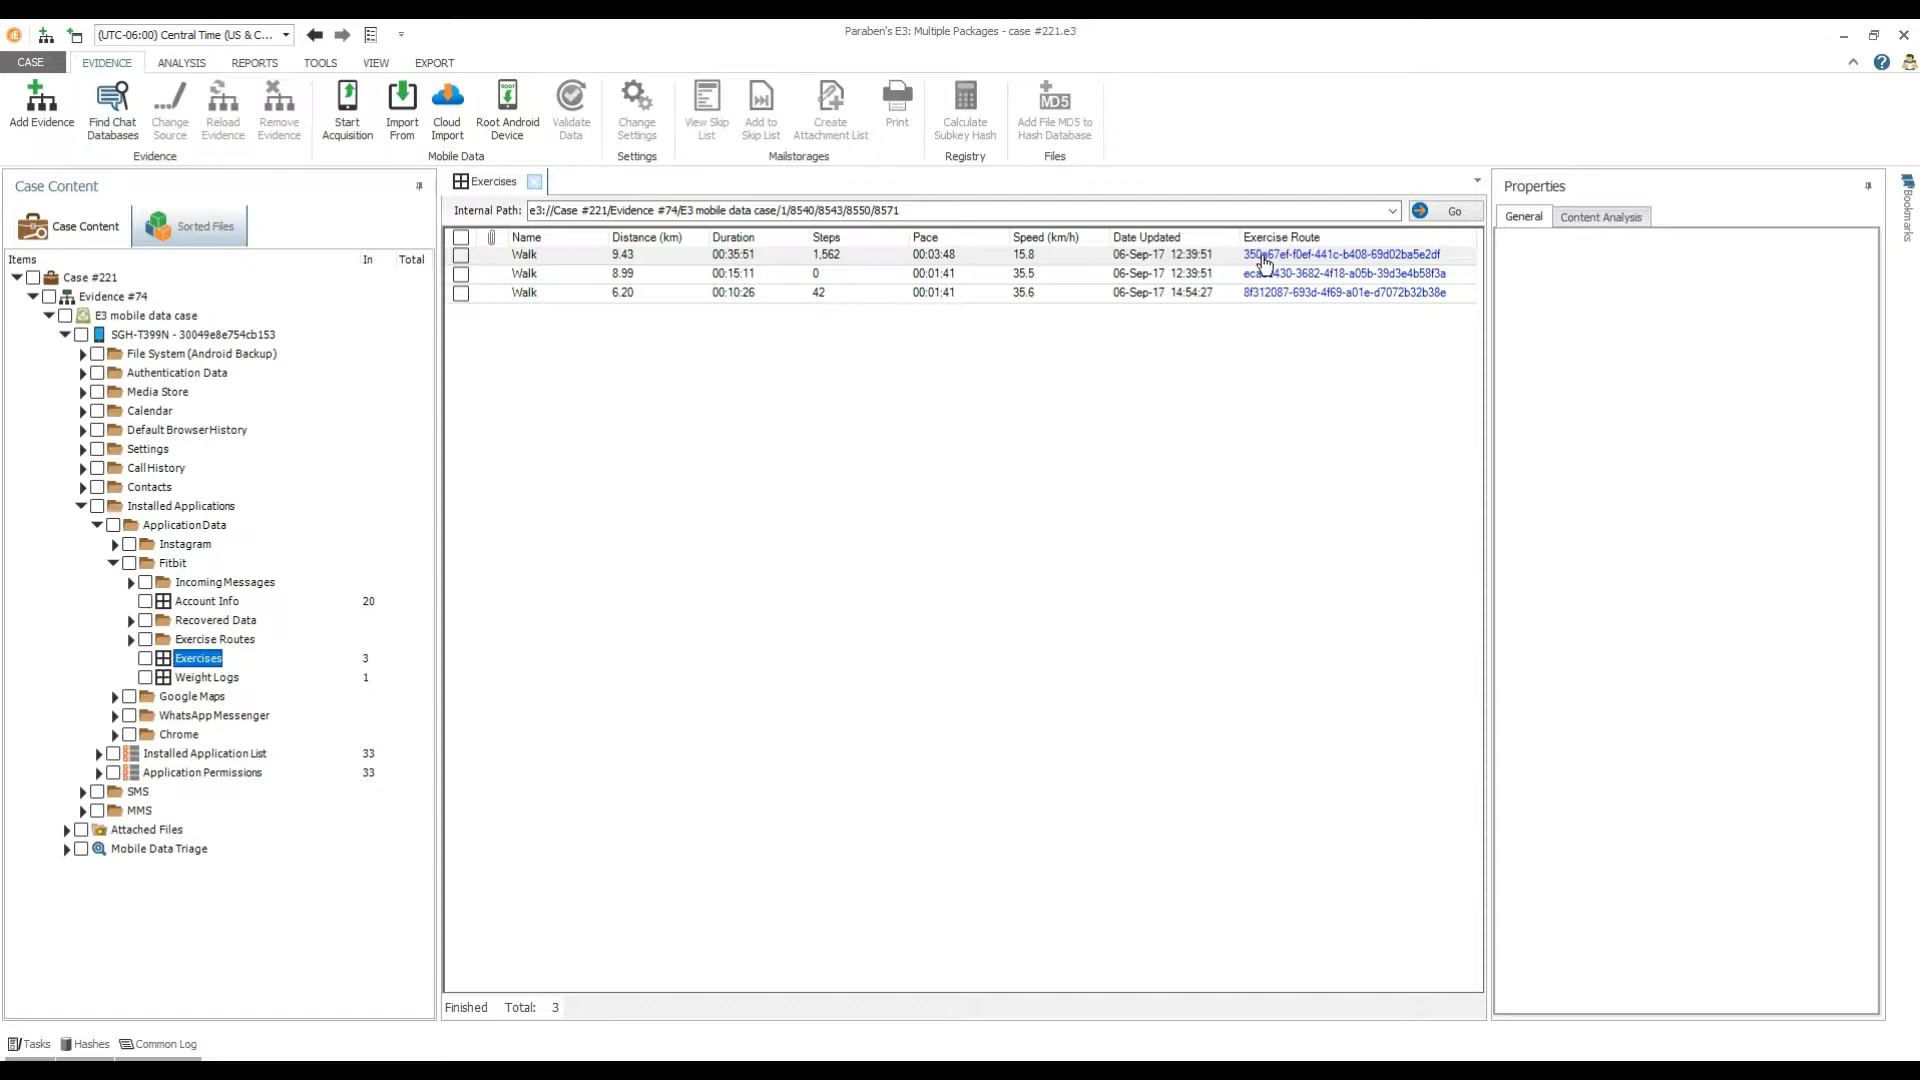 (UTC-06:00) Central Time (US & C...
Paraben's E3: Multiple Packages - case #221.e3
CASE
EVIDENCE
ANALYSIS
REPORTS
TOOLS
VIEW
EXPORT
Add Evidence
Find Chat
Databases
Change
Source
Reload
Evidence
Remove
Evidence
Evidence
Start
Acquisition
Import
From
Cloud
Import
Root Android
Device
Validate
Data
Mobile Data
Change
Settings
Settings
View Skip
List
Add to
Skip List
Create
Attachment List
Print
Mailstorages
Calculate
Subkey Hash
Registry
MD5
Add File MD5 to
Hash Database
Files
Case Content
Case Content
Sorted Files
Items In Total
Case #221
Evidence #74
E3 mobile data case
SGH-T399N - 30049e8e754cb153
File System (Android Backup)
Authentication Data
Media Store
Calendar
Default Browser History
Settings
Call History
Contacts
Installed Applications
Application Data
Instagram
Fitbit
Incoming Messages
Account Info 20
Recovered Data
Exercise Routes
Exercises 3
Weight Logs 1
Google Maps
WhatsApp Messenger
Chrome
Installed Application List 33
Application Permissions 33
SMS
MMS
Attached Files
Mobile Data Triage
Exercises
Internal Path: e3://Case #221/Evidence #74/E3 mobile data case/1/8540/8543/8550/8571 Go
Name Distance (km) Duration Steps Pace Speed (km/h) Date Updated Exercise Route
Walk 9.43 00:35:51 1,562 00:03:48 15.8 06-Sep-17 12:39:51
Walk 8.99 00:15:11 0 00:01:41 35.5 06-Sep-17 12:39:51
Walk 6.20 00:10:26 42 00:01:41 35.6 06-Sep-17 14:54:27 8f312087-693d-4f69-a01e-d7072b32b38e
Finished Total: 3
Properties
General
Content Analysis
Bookmarks
Tasks
Hashes
Common Log